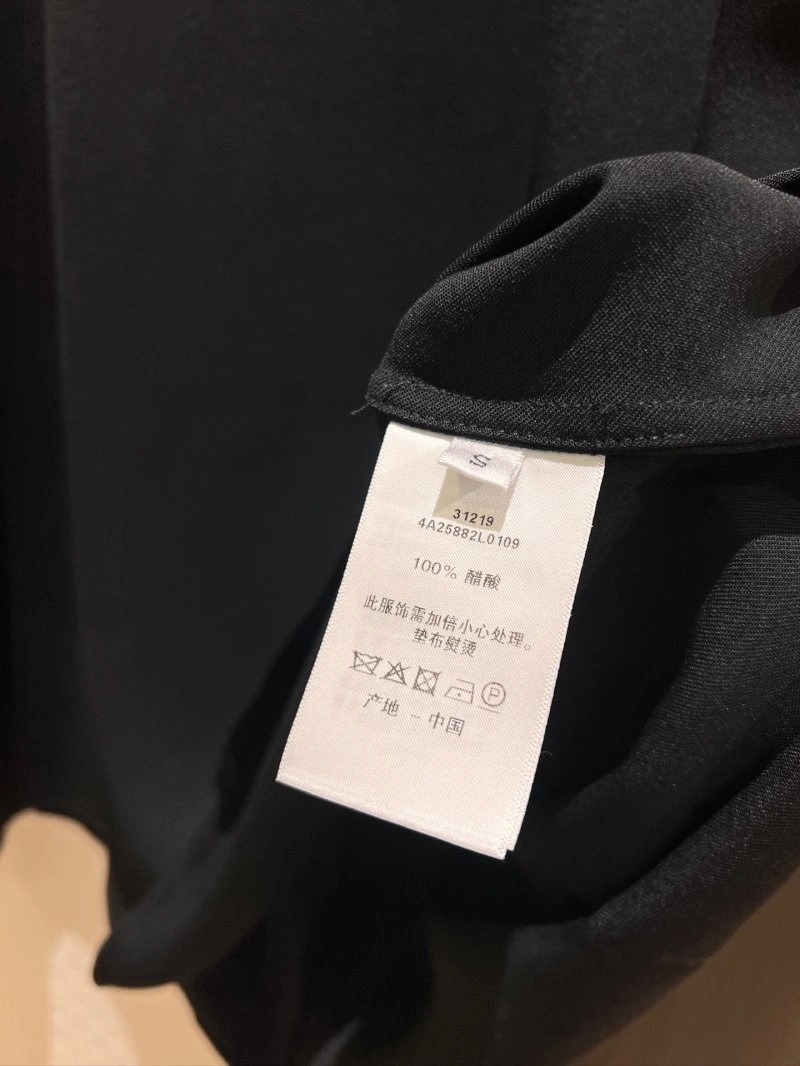 S
31219
4A25882L0109
100% 醋酸
此服饰需加倍小心处理。
垫布熨烫
P
产地 – 中国